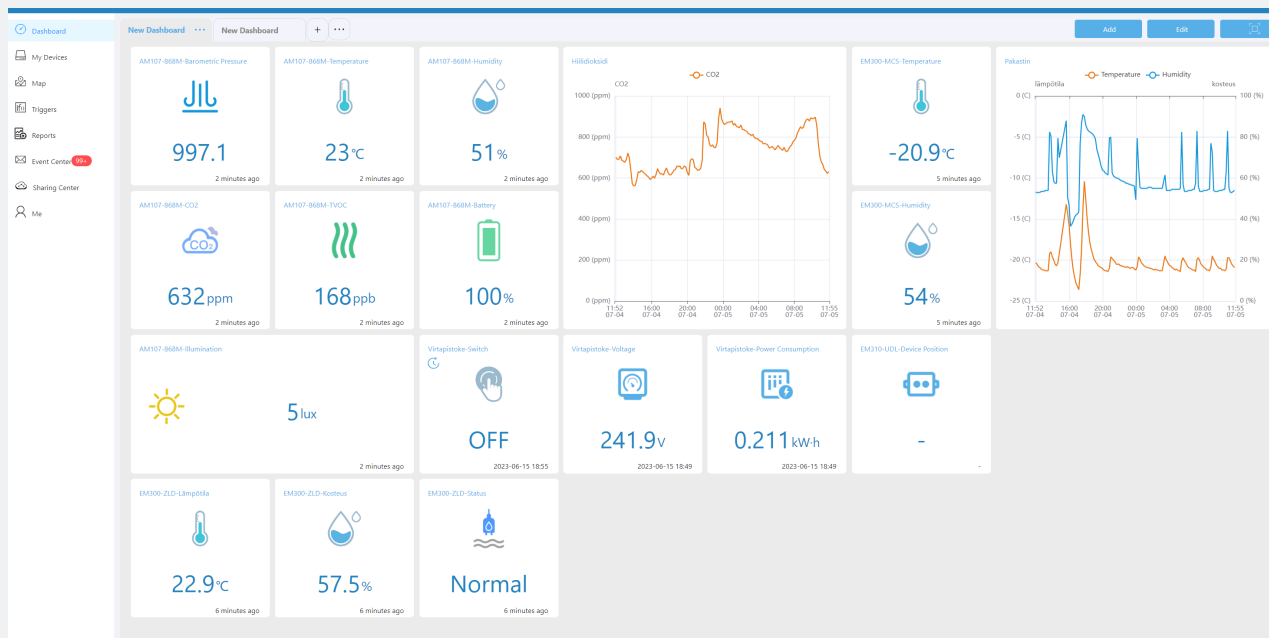 Dashboard
My Devices
Map
Triggers
Reports
Event Center 99+
Sharing Center
Me
New Dashboard ··· New Dashboard + ···
Add Edit
AM107-868M-Barometric Pressure
997.1
2 minutes ago
AM107-868M-Temperature
23°C
2 minutes ago
AM107-868M-Humidity
51%
2 minutes ago
Hiilidioksidi
CO2
CO2
1000 (ppm)
800 (ppm)
600 (ppm)
400 (ppm)
200 (ppm)
0 (ppm)
11:52 16:00 20:00 00:00 04:00 08:00 11:55
07-04 07-04 07-04 07-05 07-05 07-05 07-05
EM300-MCS-Temperature
-20.9°C
5 minutes ago
Pakastin
Temperature Humidity
lämpötila kosteus
0 (C) 100 (%)
-5 (C) 80 (%)
-10 (C) 60 (%)
-15 (C) 40 (%)
-20 (C) 20 (%)
-25 (C) 0 (%)
11:52 16:00 20:00 00:00 04:00 08:00 11:55
07-04 07-04 07-04 07-05 07-05 07-05 07-05
AM107-868M-CO2
CO2
632ppm
2 minutes ago
AM107-868M-TVOC
168ppb
2 minutes ago
AM107-868M-Battery
100%
2 minutes ago
EM300-MCS-Humidity
54%
5 minutes ago
AM107-868M-Illumination
5lux
2 minutes ago
Virtapistoke-Switch
OFF
2023-06-15 18:55
Virtapistoke-Voltage
241.9V
2023-06-15 18:49
Virtapistoke-Power Consumption
0.211kW·h
2023-06-15 18:49
EM310-UDL-Device Position
-
-
EM300-ZLD-Lämpötila
22.9°C
6 minutes ago
EM300-ZLD-Kosteus
57.5%
6 minutes ago
EM300-ZLD-Status
Normal
6 minutes ago